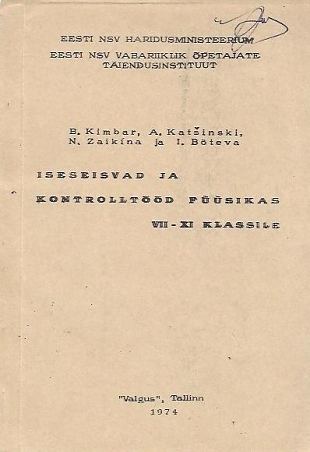 EESTI NSV HARIDUSMINISTEERIUM
EESTI NSV VABARIIKLIK ÕPETAJATE
TÄIENDUSINSTITUUT
B. Kimbar, A. Katšinski,
N. Zaikina ja I. Bõteva
ISESEISVAD JA
KONTROLLTÖÖD FÜÜSIKAS
VII-XI KLASSILE
"Valgus", Tallinn
1974